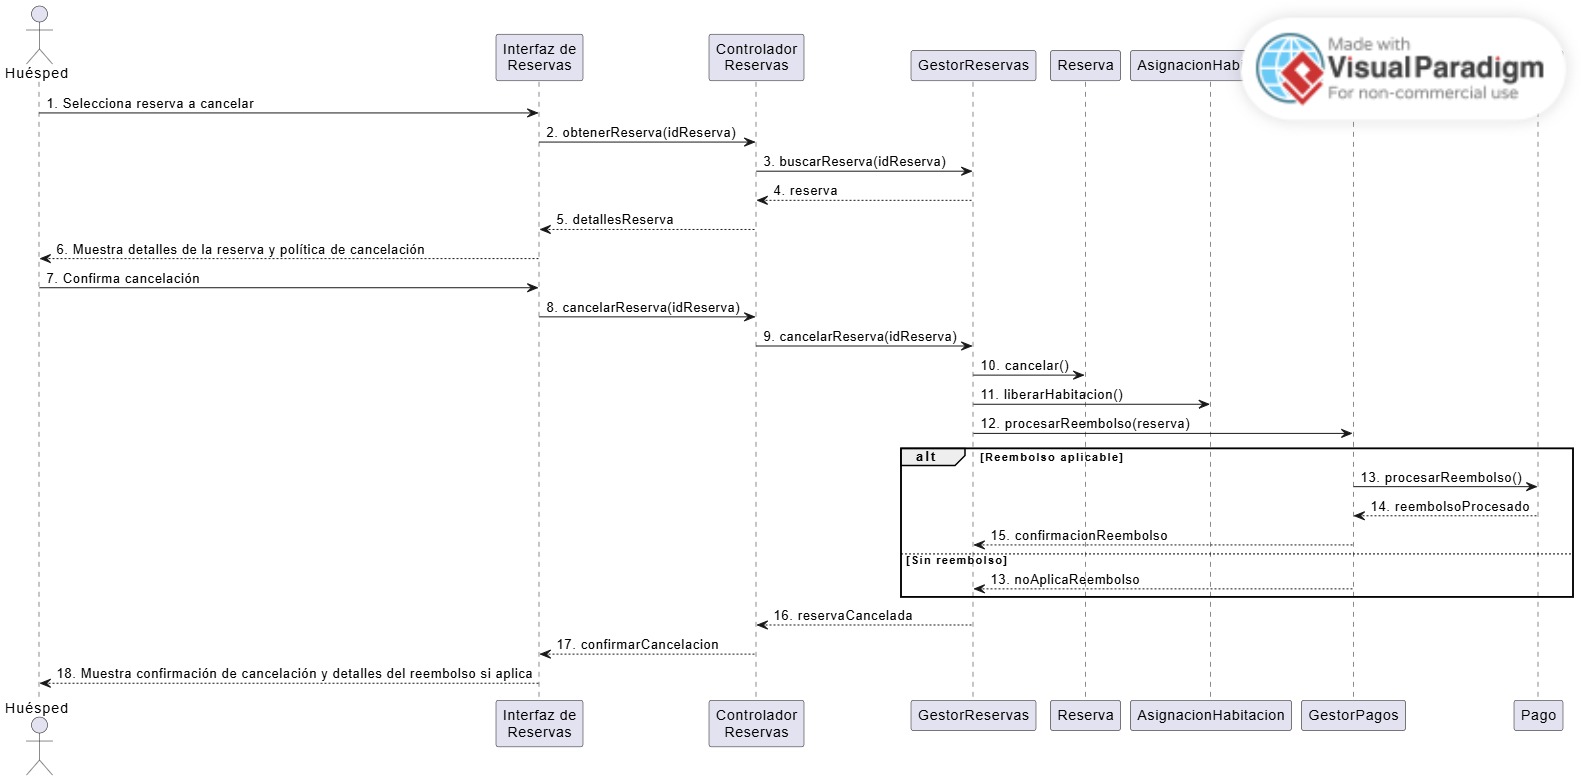 Huésped
Interfaz de
Reservas
Controlador
Reservas
GestorReservas
Reserva
AsignacionHabi
Made with
VisualParadigm
For non-commercial use
1. Selecciona reserva a cancelar
2. obtenerReserva(idReserva)
3. buscarReserva(idReserva)
4. reserva
5. detallesReserva
6. Muestra detalles de la reserva y política de cancelación
7. Confirma cancelación
8. cancelarReserva(idReserva)
9. cancelarReserva(idReserva)
10. cancelar()
11. liberarHabitacion()
12. procesarReembolso(reserva)
alt [Reembolso aplicable]
13. procesarReembolso()
14. reembolsoProcesado
15. confirmacionReembolso
[Sin reembolso]
13. noAplicaReembolso
16. reservaCancelada
17. confirmarCancelacion
18. Muestra confirmación de cancelación y detalles del reembolso si aplica
Huésped
Interfaz de
Reservas
Controlador
Reservas
GestorReservas
Reserva
AsignacionHabitacion
GestorPagos
Pago